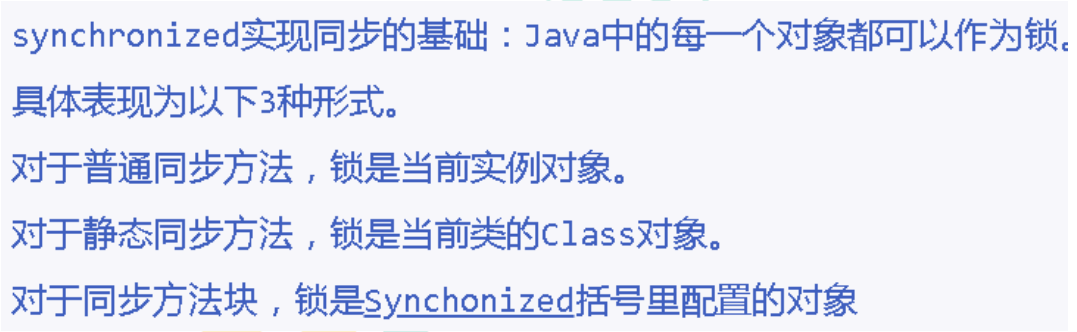 synchronized实现同步的基础：Java中的每一个对象都可以作为锁。
具体表现为以下3种形式。
对于普通同步方法，锁是当前实例对象。
对于静态同步方法，锁是当前类的Class对象。
对于同步方法块，锁是Synchonized括号里配置的对象